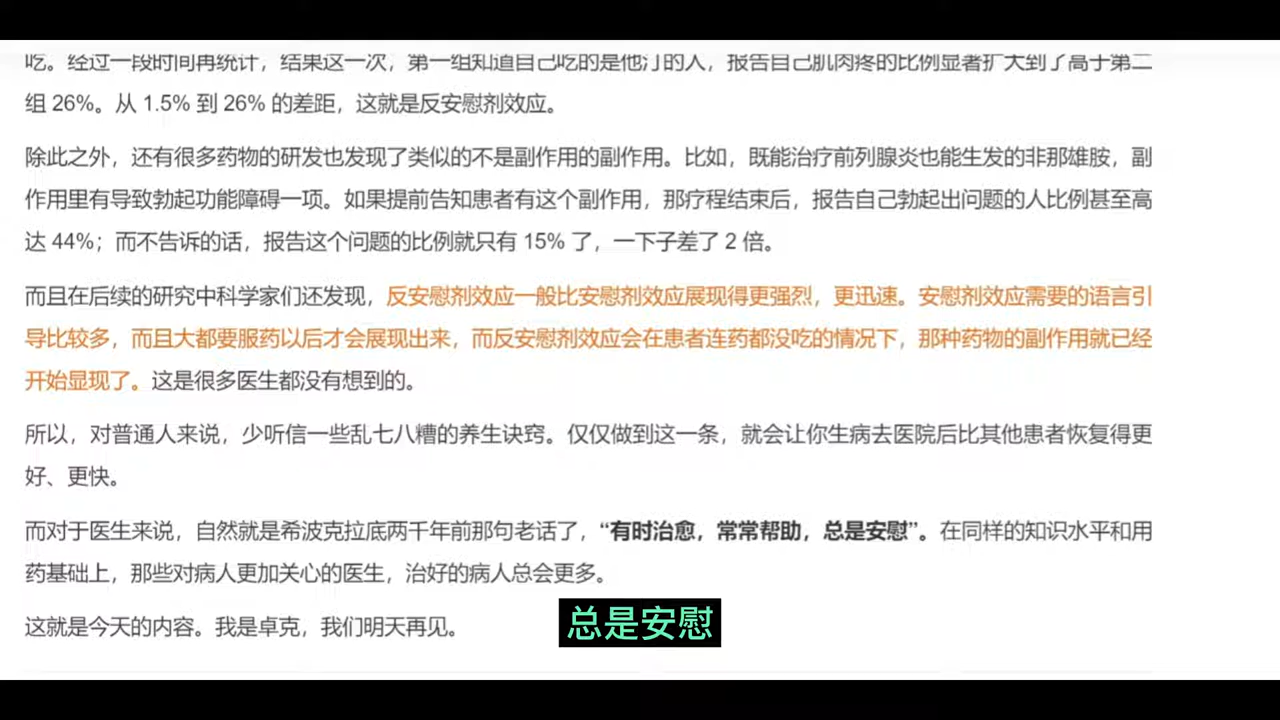 吃。经过一段时间再统计，结果这一次，第一组知道自己吃的是他汀的人，报告自己肌肉疼的比例显著扩大到了高于第二
组 26%。从 1.5% 到 26% 的差距，这就是反安慰剂效应。
除此之外，还有很多药物的研发也发现了类似的不是副作用的副作用。比如，既能治疗前列腺炎也能生发的非那雄胺，副
作用里有导致勃起功能障碍一项。如果提前告知患者有这个副作用，那疗程结束后，报告自己勃起出问题的人比例甚至高
达 44%；而不告诉的话，报告这个问题的比例就只有 15% 了，一下子差了 2 倍。
而且在后续的研究中科学家们还发现，反安慰剂效应一般比安慰剂效应展现得更强烈，更迅速。安慰剂效应需要的语言引
导比较多，而且大都要服药以后才会展现出来，而反安慰剂效应会在患者连药都没吃的情况下，那种药物的副作用就已经
开始显现了。这是很多医生都没有想到的。
所以，对普通人来说，少听信一些乱七八糟的养生诀窍。仅仅做到这一条，就会让你生病去医院后比其他患者恢复得更
好、更快。
而对于医生来说，自然就是希波克拉底两千年前那句老话了，“有时治愈，常常帮助，总是安慰”。在同样的知识水平和用
药基础上，那些对病人更加关心的医生，治好的病人总会更多。
这就是今天的内容。我是卓克，我们明天再见。
总是安慰